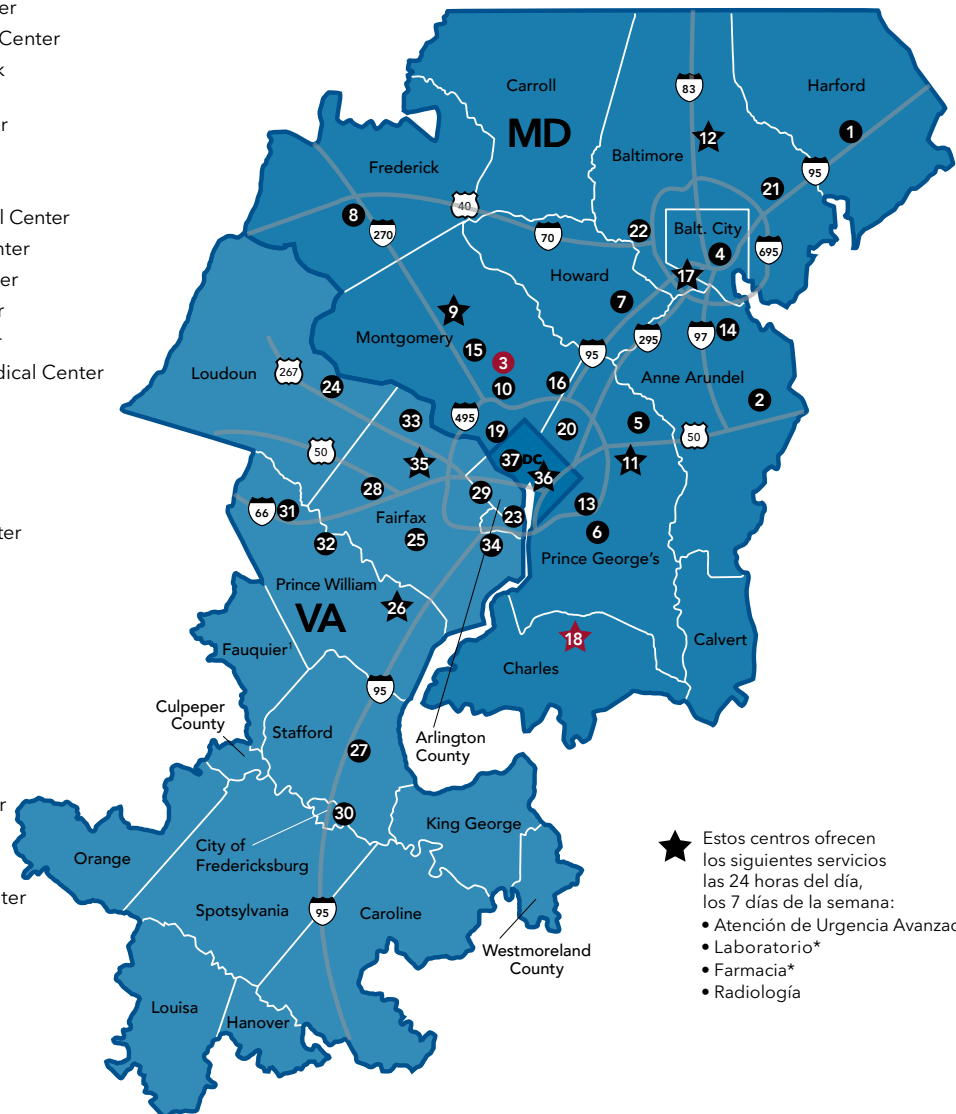 er
Center
k
r
l Center
nter
er
r
dical Center
ter
r
ter
Carroll
83
Harford
MD
12
1
Baltimore
Frederick
95
21
40
8
270
70
22
Balt. City
4
695
Howard
17
9
7
Montgomery
295
97
14
15
3
95
Loudoun
267
24
10
16
Anne Arundel
2
33
495
19
20
5
50
50
35
37
DC
36
11
28
29
13
66
31
Fairfax
23
6
32
25
34
Prince George's
Prince William
VA
26
18
Calvert
Fauquier¹
Charles
95
Culpeper
County
Stafford
27
Arlington
County
30
King George
City of
Fredericksburg
Orange
Spotsylvania
95
Caroline
Westmoreland
County
Louisa
Hanover
Estos centros ofrecen
los siguientes servicios
las 24 horas del día,
los 7 días de la semana:
• Atención de Urgencia Avanzad
• Laboratorio*
• Farmacia*
• Radiología